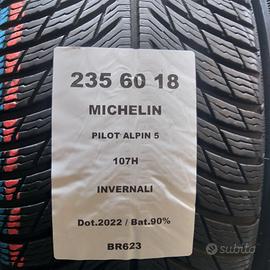 235 60 18
MICHELIN
PILOT ALPIN 5
107H
INVERNALI
Dot.2022 / Bat.90%
BR623
subito